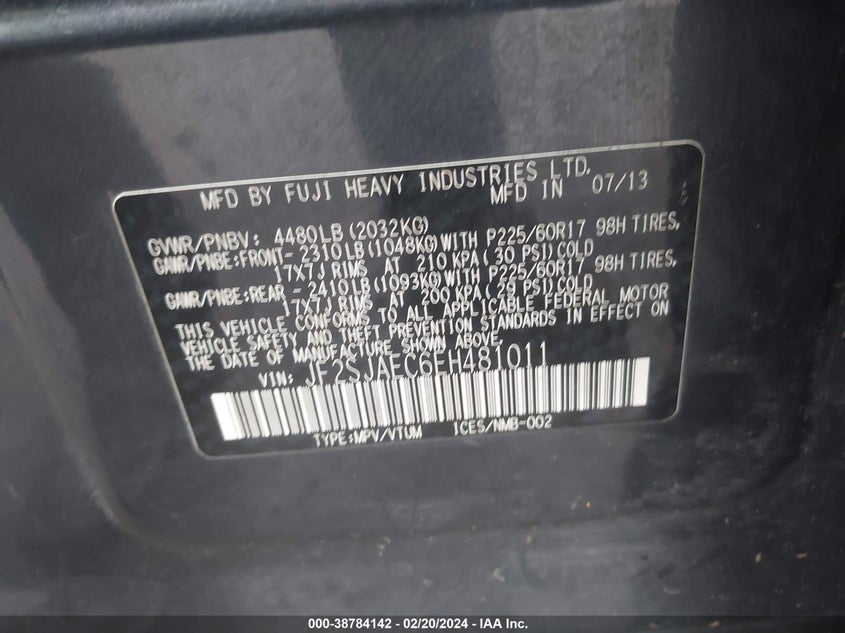 MFD BY FUJI HEAVY INDUSTRIES LTD.
MFD IN 07/13
GVWR/PNBV: 4480LB(2032KG)
GAWR/PNBE:FRONT- 2310LB(1048KG)WITH P225/60R17 98H TIRES,
17X7J RIMS AT 210 KPA(30 PSI)COLD
GAWR/PNBE:REAR - 2410LB(1093KG)WITH P225/60R17 98H TIRES,
17X7J RIMS AT 200 KPA(29 PSI)COLD
THIS VEHICLE CONFORMS TO ALL APPLICABLE FEDERAL MOTOR
VEHICLE SAFETY AND THEFT PREVENTION STANDARDS IN EFFECT ON
THE DATE OF MANUFACTURE SHOWN ABOVE.
VIN: JF2SJAEC6EH481011
TYPE:MPV/VTUM ICES/NMB-002
000-38784142 - 02/20/2024 - IAAI.com